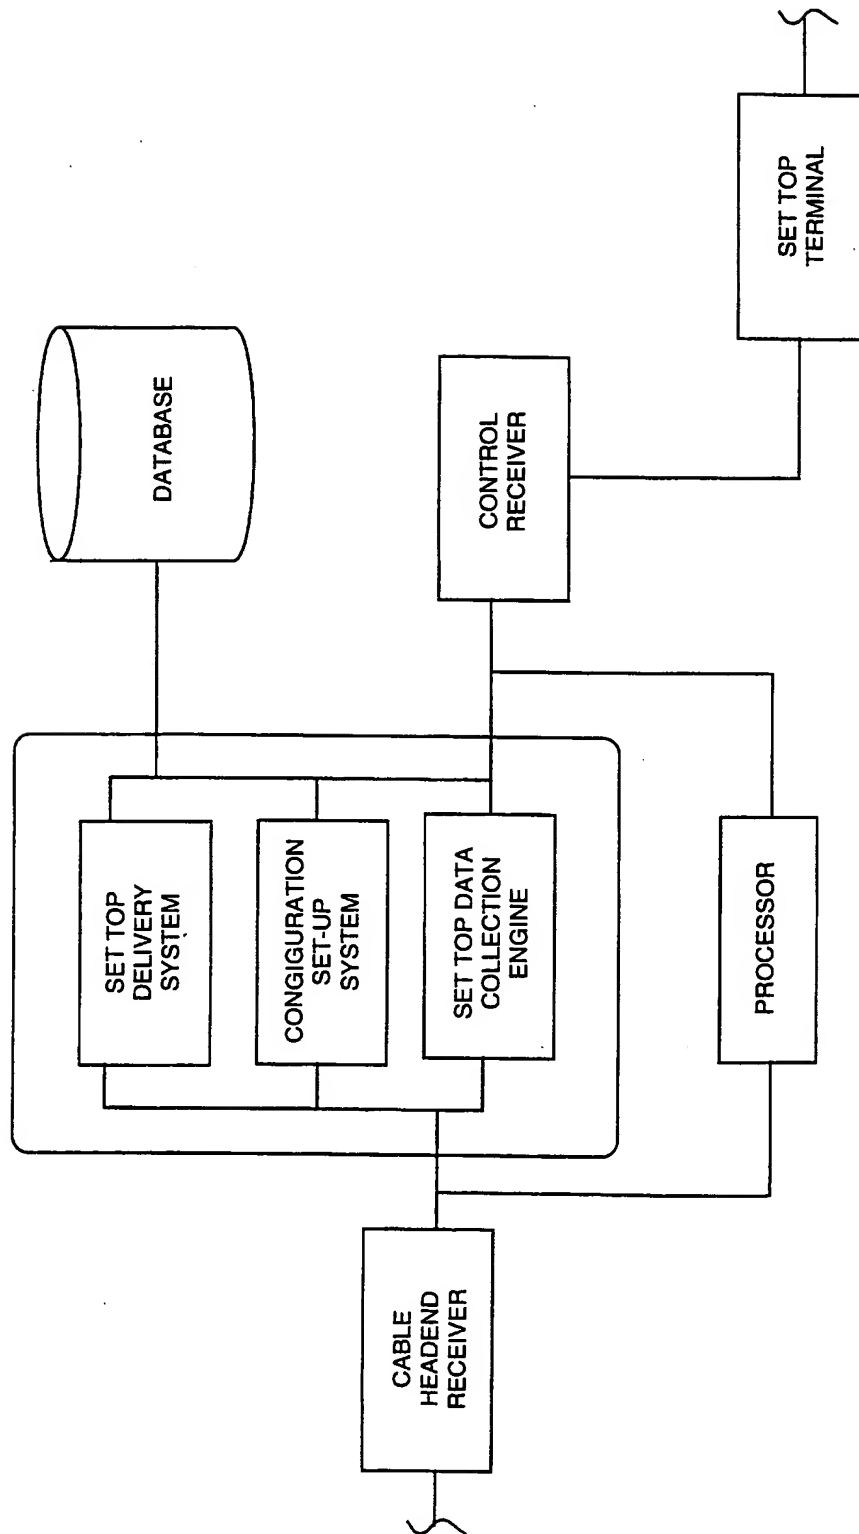 DATABASE
SET TOP
DELIVERY
SYSTEM
CONGIGURATION
SET-UP
SYSTEM
SET TOP DATA
COLLECTION
ENGINE
CABLE
HEADEND
RECEIVER
CONTROL
RECEIVER
PROCESSOR
SET TOP
TERMINAL